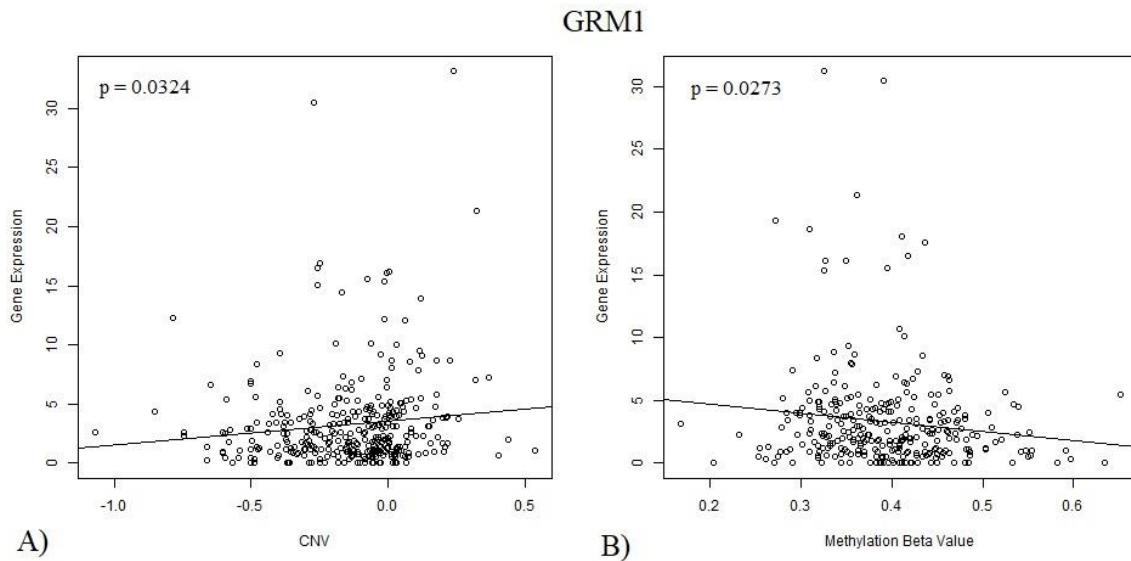 GRM1
p = 0.0324
Gene Expression
0 5 10 15 20 25 30
-1.0 -0.5 0.0 0.5
CNV
A)
p = 0.0273
Gene Expression
0 5 10 15 20 25 30
0.2 0.3 0.4 0.5 0.6
Methylation Beta Value
B)